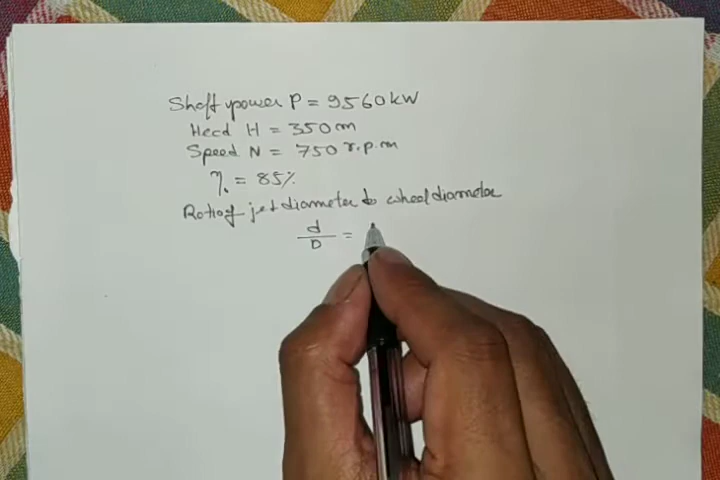 Shaft power P = 9560 kW
Head H = 350 m
Speed N = 750 r.p.m
η₀ = 85%
Ratio of jet diameter to wheel diameter
d/D =